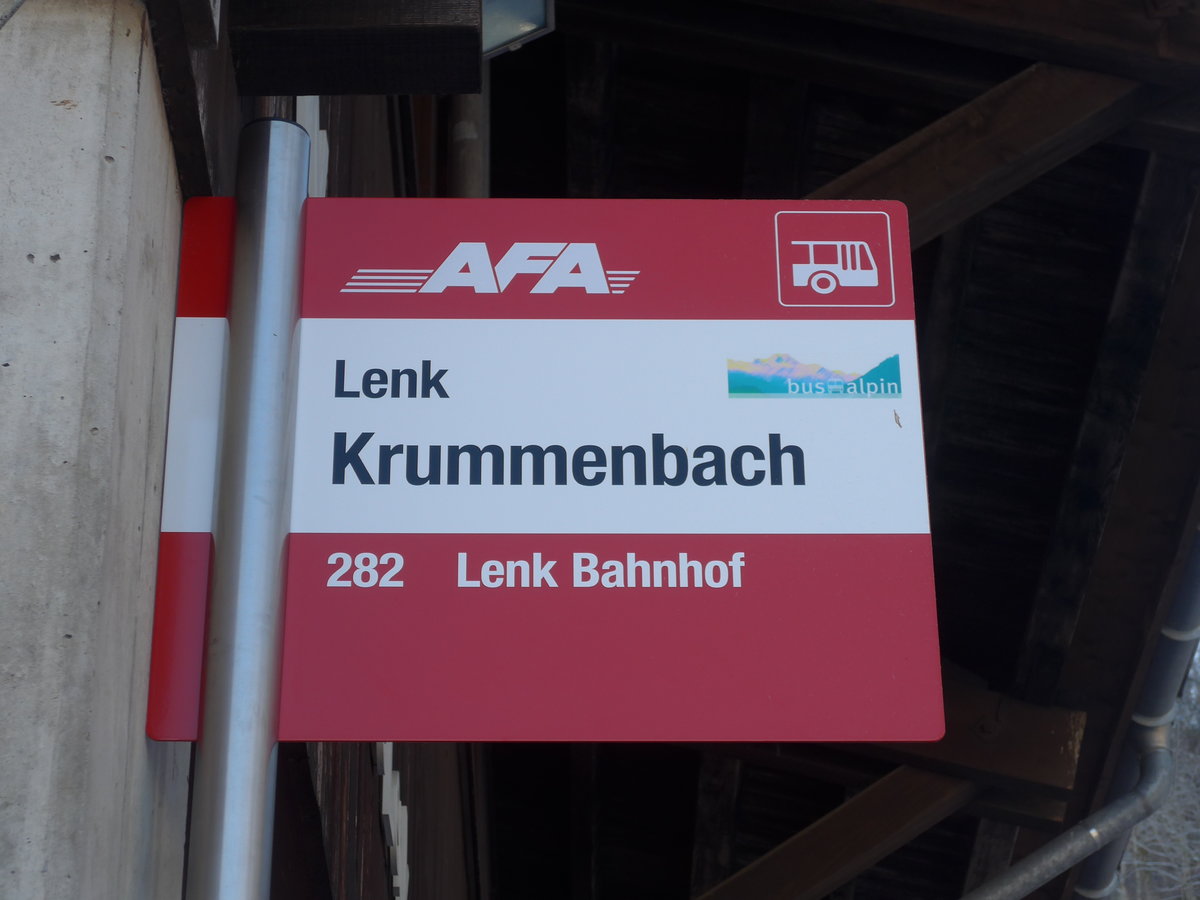 AFA
Lenk
bus alpin
Krummenbach
282 Lenk Bahnhof